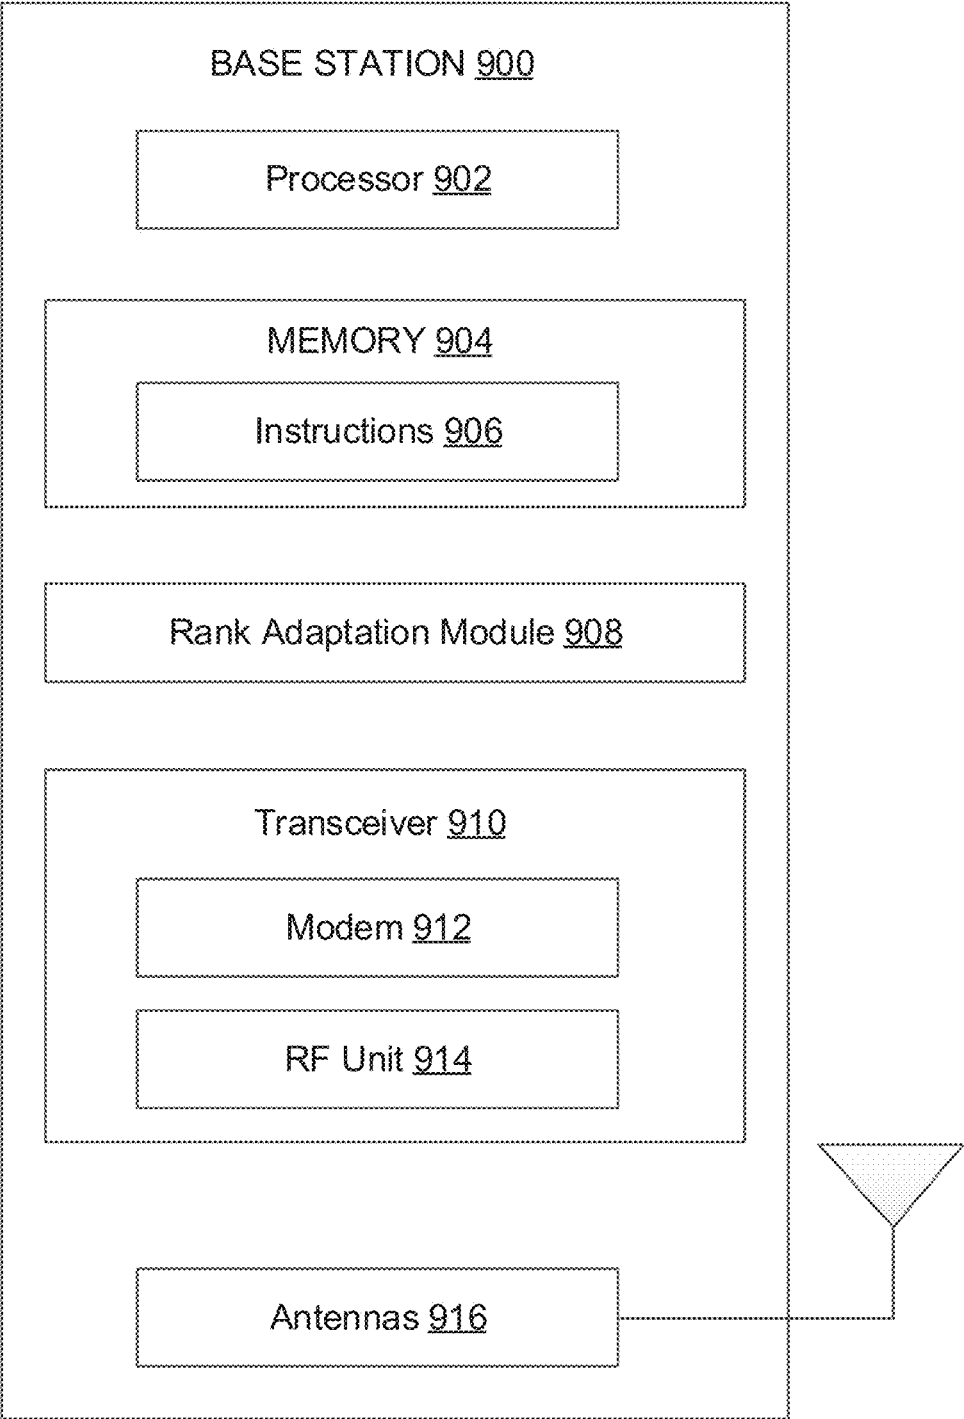 BASE STATION 900
Processor 902
MEMORY 904
Instructions 906
Rank Adaptation Module 908
Transceiver 910
Modem 912
RF Unit 914
Antennas 916